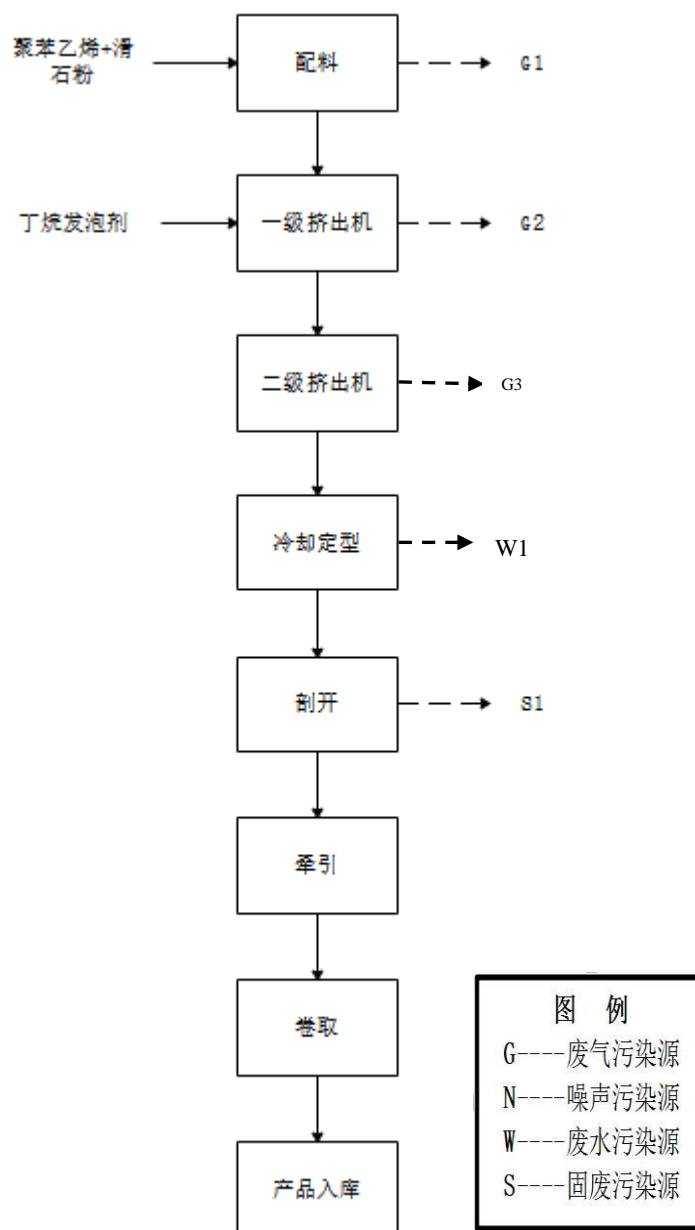 聚苯乙烯+滑
石粉
配料
G1
丁烷发泡剂
一级挤出机
G2
二级挤出机
G3
冷却定型
W1
剖开
S1
牵引
卷取
产品入库
图 例
G----废气污染源
N----噪声污染源
W----废水污染源
S----固废污染源